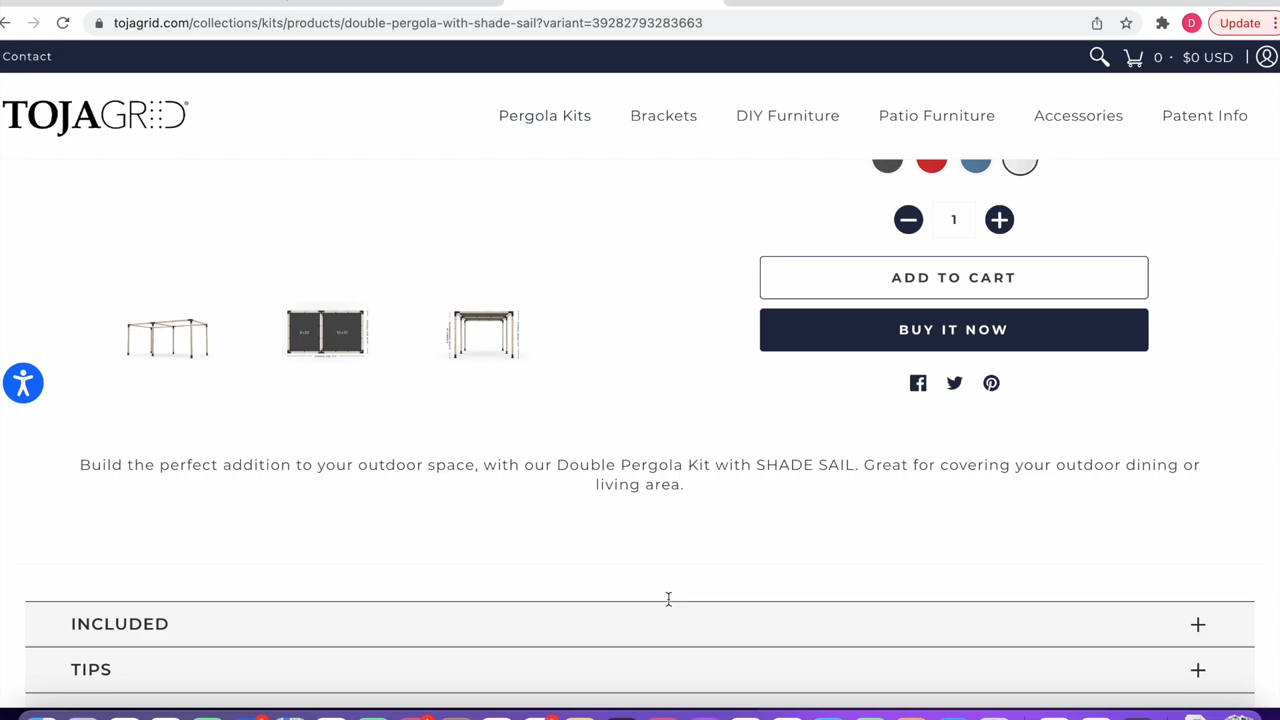 tojagrid.com/collections/kits/products/double-pergola-with-shade-sail?variant=39282793283663
D
Update
Contact
0 · $0 USD |
TOJAGRID®
Pergola Kits
Brackets
DIY Furniture
Patio Furniture
Accessories
Patent Info
1
ADD TO CART
BUY IT NOW
Build the perfect addition to your outdoor space, with our Double Pergola Kit with SHADE SAIL. Great for covering your outdoor dining or
living area.
INCLUDED
TIPS